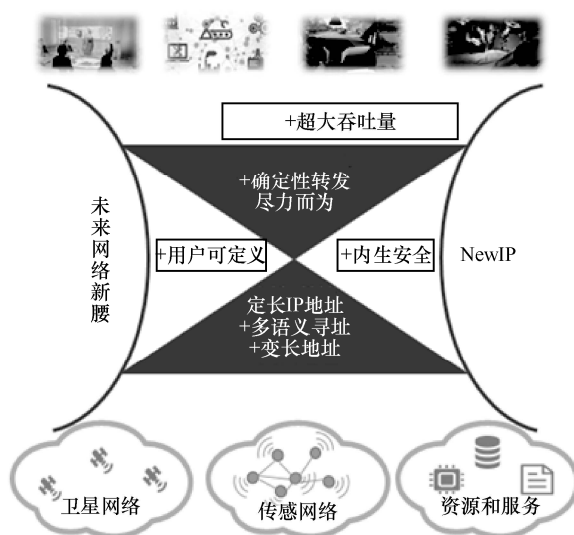 +超大吞吐量
+确定性转发
尽力而为
未来网络新腰
+用户可定义
+内生安全
NewIP
定长IP地址
+多语义寻址
+变长地址
卫星网络
传感网络
资源和服务